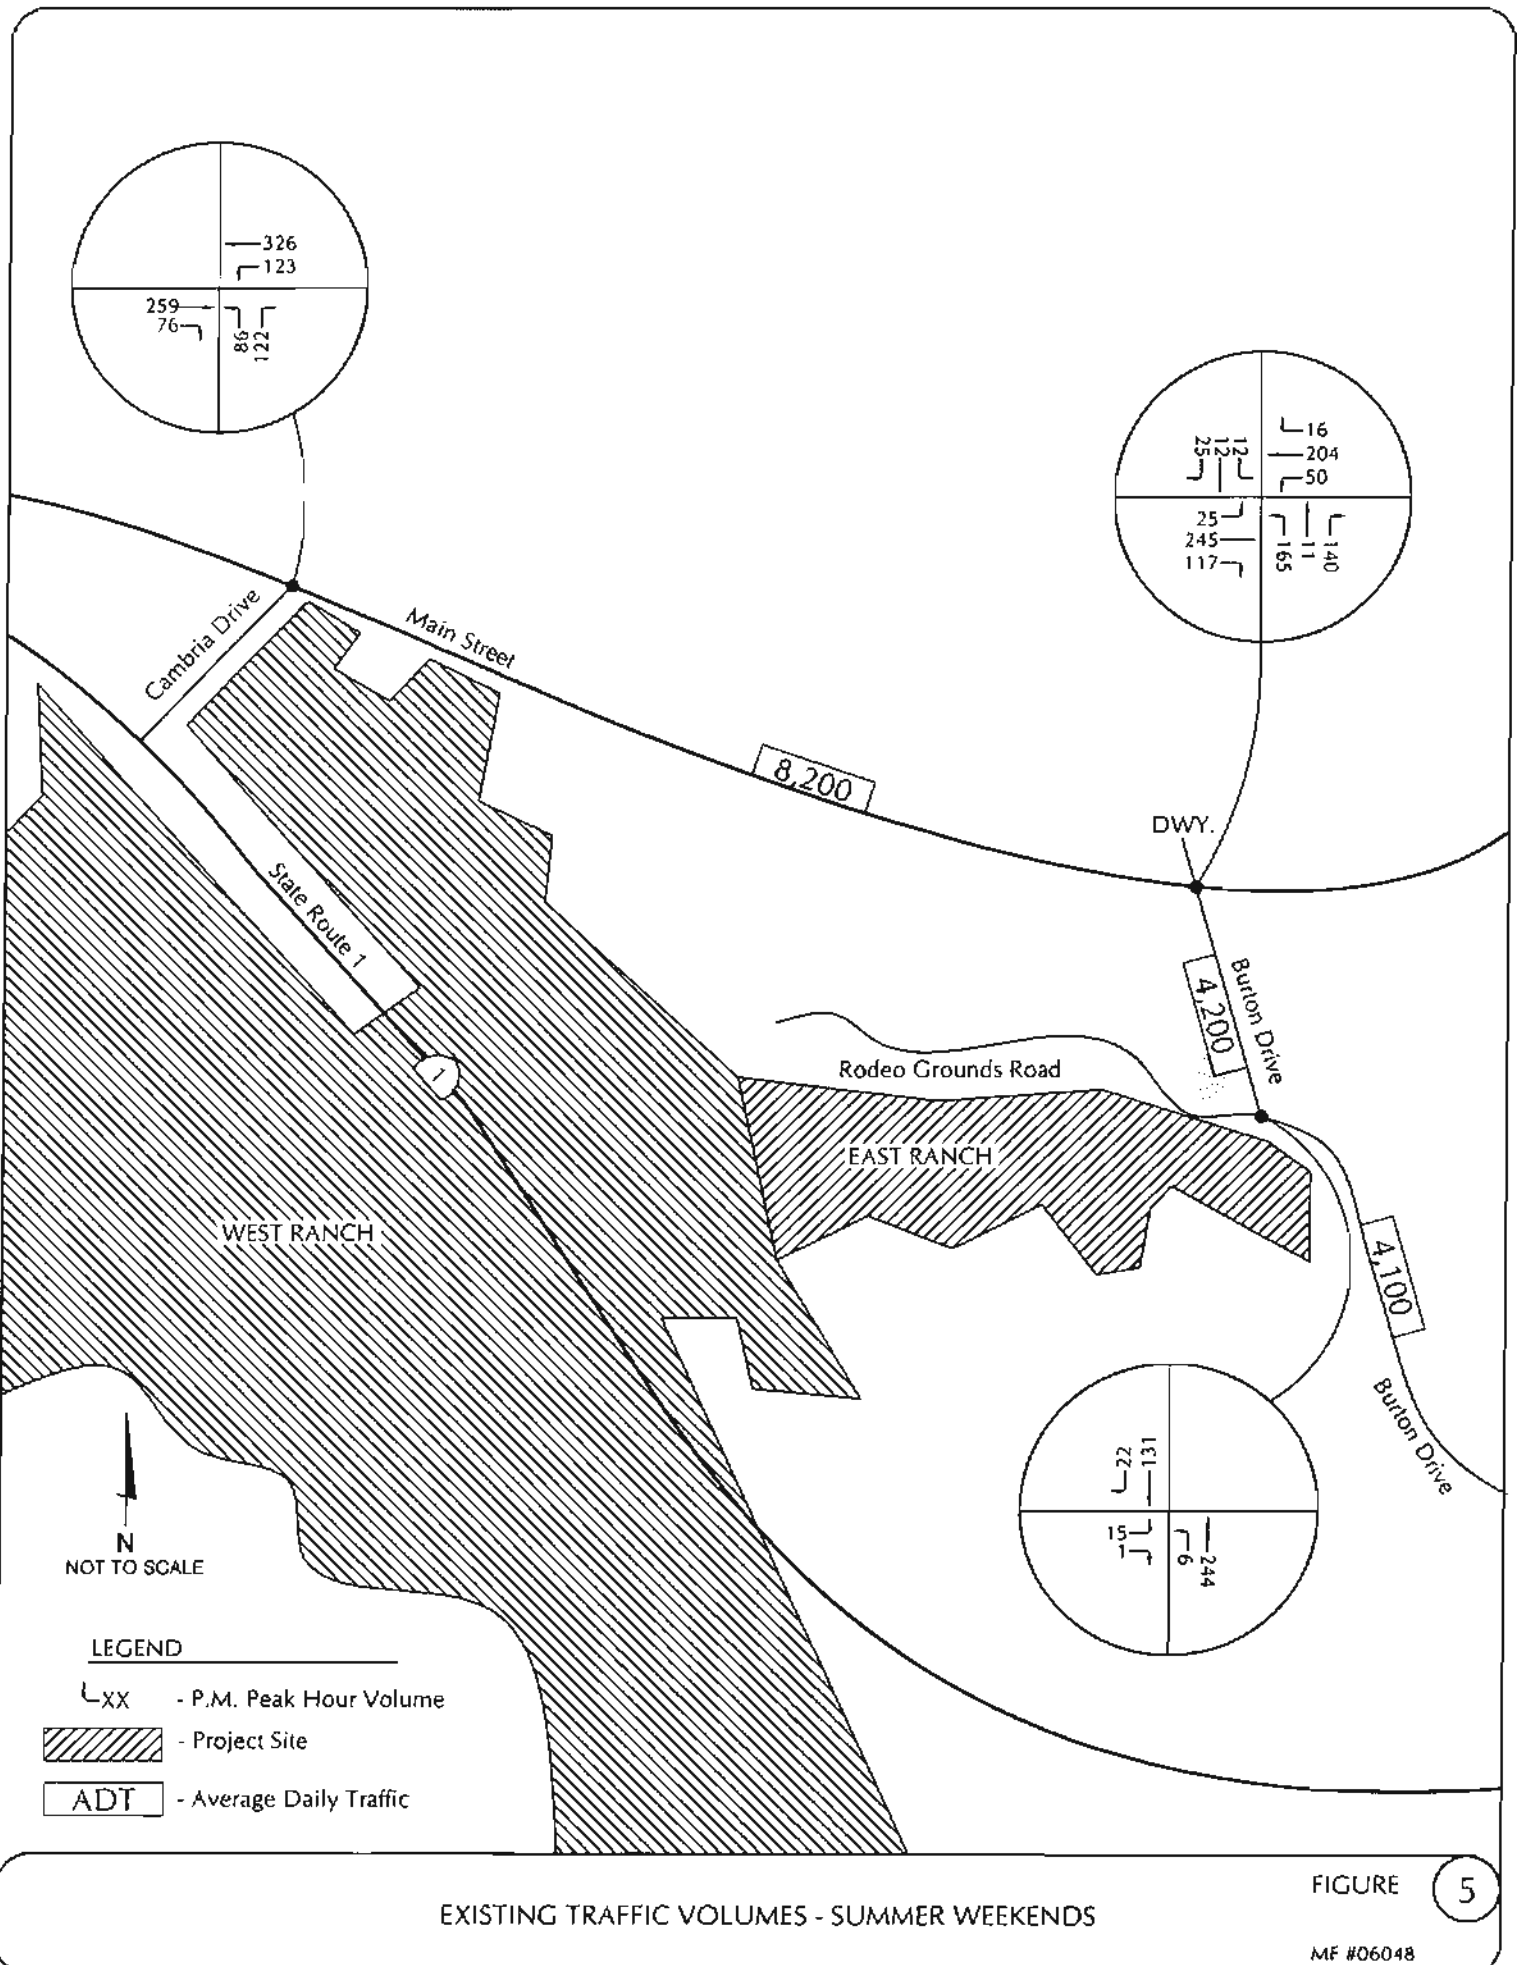 326
123
259
76
86
122
16
204
50
25
12
12
25
245
117
165
11
140
Cambria Drive
Main Street
8,200
DWY.
State Route 1
4,200
Burton Drive
1
Rodeo Grounds Road
EAST RANCH
WEST RANCH
4,100
Burton Drive
22
131
15
1
6
244
N
NOT TO SCALE
LEGEND
XX - P.M. Peak Hour Volume
- Project Site
ADT - Average Daily Traffic
FIGURE 5
EXISTING TRAFFIC VOLUMES - SUMMER WEEKENDS
MF #06048